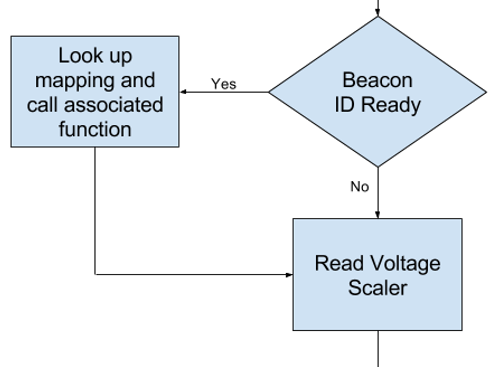 Look up
mapping and
call associated
function
Yes
Beacon
ID Ready
No
Read Voltage
Scaler